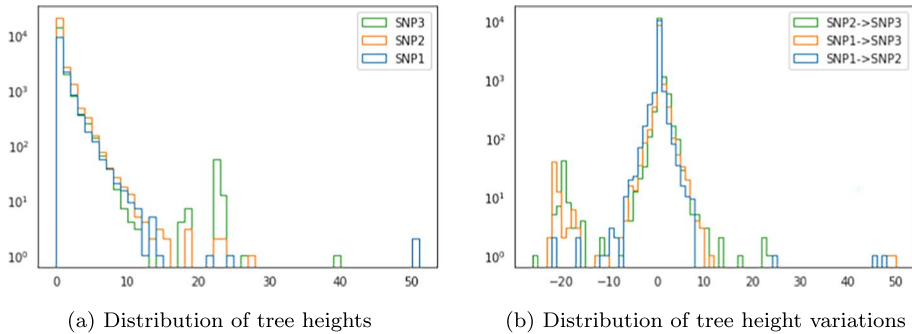 10⁴
10³
10²
10¹
10⁰
0 10 20 30 40 50
SNP3
SNP2
SNP1
(a) Distribution of tree heights
10⁴
10³
10²
10¹
10⁰
−20 −10 0 10 20 30 40 50
SNP2->SNP3
SNP1->SNP3
SNP1->SNP2
(b) Distribution of tree height variations